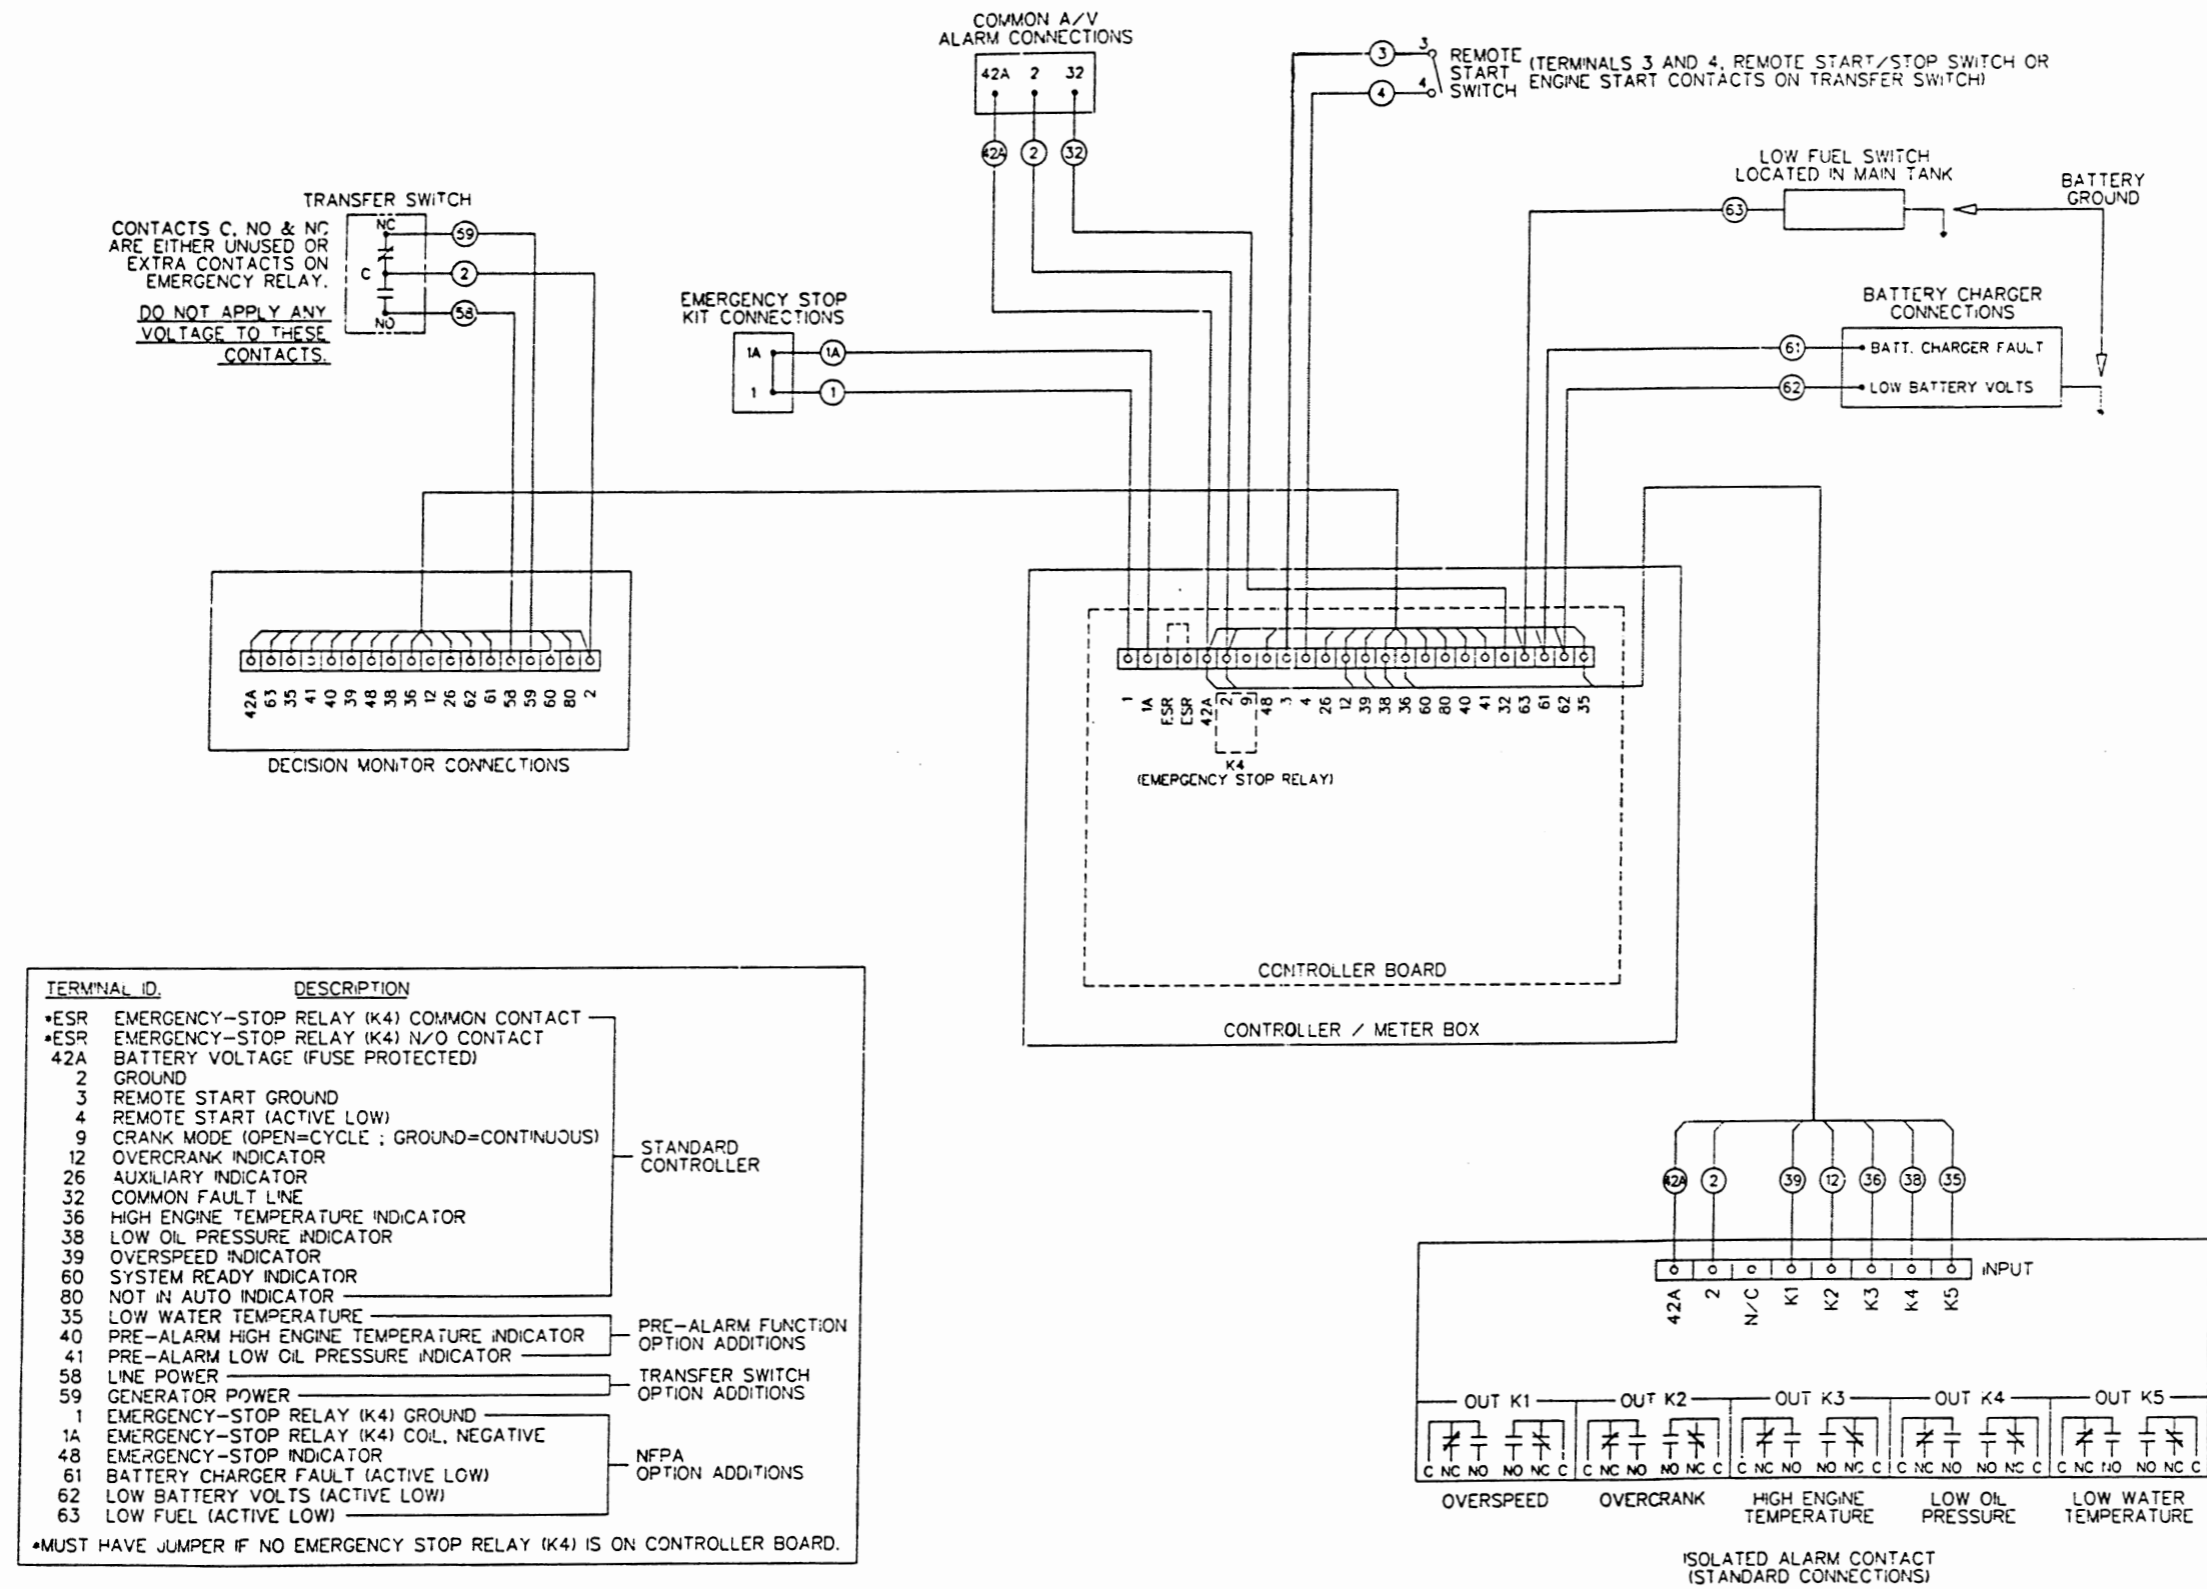 COMMON A/V
ALARM CONNECTIONS
42A 2 32
42A 2 32
3 3
4 4
REMOTE
START
SWITCH
(TERMINALS 3 AND 4, REMOTE START/STOP SWITCH OR
ENGINE START CONTACTS ON TRANSFER SWITCH)
LOW FUEL SWITCH
LOCATED IN MAIN TANK
63
BATTERY
GROUND
TRANSFER SWITCH
CONTACTS C, NO & NC
ARE EITHER UNUSED OR
EXTRA CONTACTS ON
EMERGENCY RELAY.
DO NOT APPLY ANY
VOLTAGE TO THESE
CONTACTS.
NC
C
NO
59
2
58
EMERGENCY STOP
KIT CONNECTIONS
1A 1A
1 1
BATTERY CHARGER
CONNECTIONS
61 BATT. CHARGER FAULT
62 LOW BATTERY VOLTS
42A 63 35 41 40 39 48 38 36 12 26 62 61 58 59 60 80 2
DECISION MONITOR CONNECTIONS
1 1A ESR ESR 42A 2 9 48 3 4 26 12 39 38 36 60 80 40 41 32 63 61 62 35
K4
(EMERGENCY STOP RELAY)
CONTROLLER BOARD
CONTROLLER / METER BOX
TERMINAL ID. DESCRIPTION
*ESR EMERGENCY-STOP RELAY (K4) COMMON CONTACT
*ESR EMERGENCY-STOP RELAY (K4) N/O CONTACT
42A BATTERY VOLTAGE (FUSE PROTECTED)
2 GROUND
3 REMOTE START GROUND
4 REMOTE START (ACTIVE LOW)
9 CRANK MODE (OPEN=CYCLE ; GROUND=CONTINUOUS)
12 OVERCRANK INDICATOR
26 AUXILIARY INDICATOR
32 COMMON FAULT LINE
36 HIGH ENGINE TEMPERATURE INDICATOR
38 LOW OIL PRESSURE INDICATOR
39 OVERSPEED INDICATOR
60 SYSTEM READY INDICATOR
80 NOT IN AUTO INDICATOR
STANDARD
CONTROLLER
35 LOW WATER TEMPERATURE
40 PRE-ALARM HIGH ENGINE TEMPERATURE INDICATOR
41 PRE-ALARM LOW OIL PRESSURE INDICATOR
PRE-ALARM FUNCTION
OPTION ADDITIONS
58 LINE POWER
59 GENERATOR POWER
TRANSFER SWITCH
OPTION ADDITIONS
1 EMERGENCY-STOP RELAY (K4) GROUND
1A EMERGENCY-STOP RELAY (K4) COIL, NEGATIVE
48 EMERGENCY-STOP INDICATOR
61 BATTERY CHARGER FAULT (ACTIVE LOW)
62 LOW BATTERY VOLTS (ACTIVE LOW)
63 LOW FUEL (ACTIVE LOW)
NFPA
OPTION ADDITIONS
*MUST HAVE JUMPER IF NO EMERGENCY STOP RELAY (K4) IS ON CONTROLLER BOARD.
42A 2 39 12 36 38 35
INPUT
42A 2 N/C K1 K2 K3 K4 K5
OUT K1 OUT K2 OUT K3 OUT K4 OUT K5
C NC NO NO NC C C NC NO NO NC C C NC NO NO NC C C NC NO NO NC C C NC NO NO NC C
OVERSPEED
OVERCRANK
HIGH ENGINE
TEMPERATURE
LOW OIL
PRESSURE
LOW WATER
TEMPERATURE
ISOLATED ALARM CONTACT
(STANDARD CONNECTIONS)